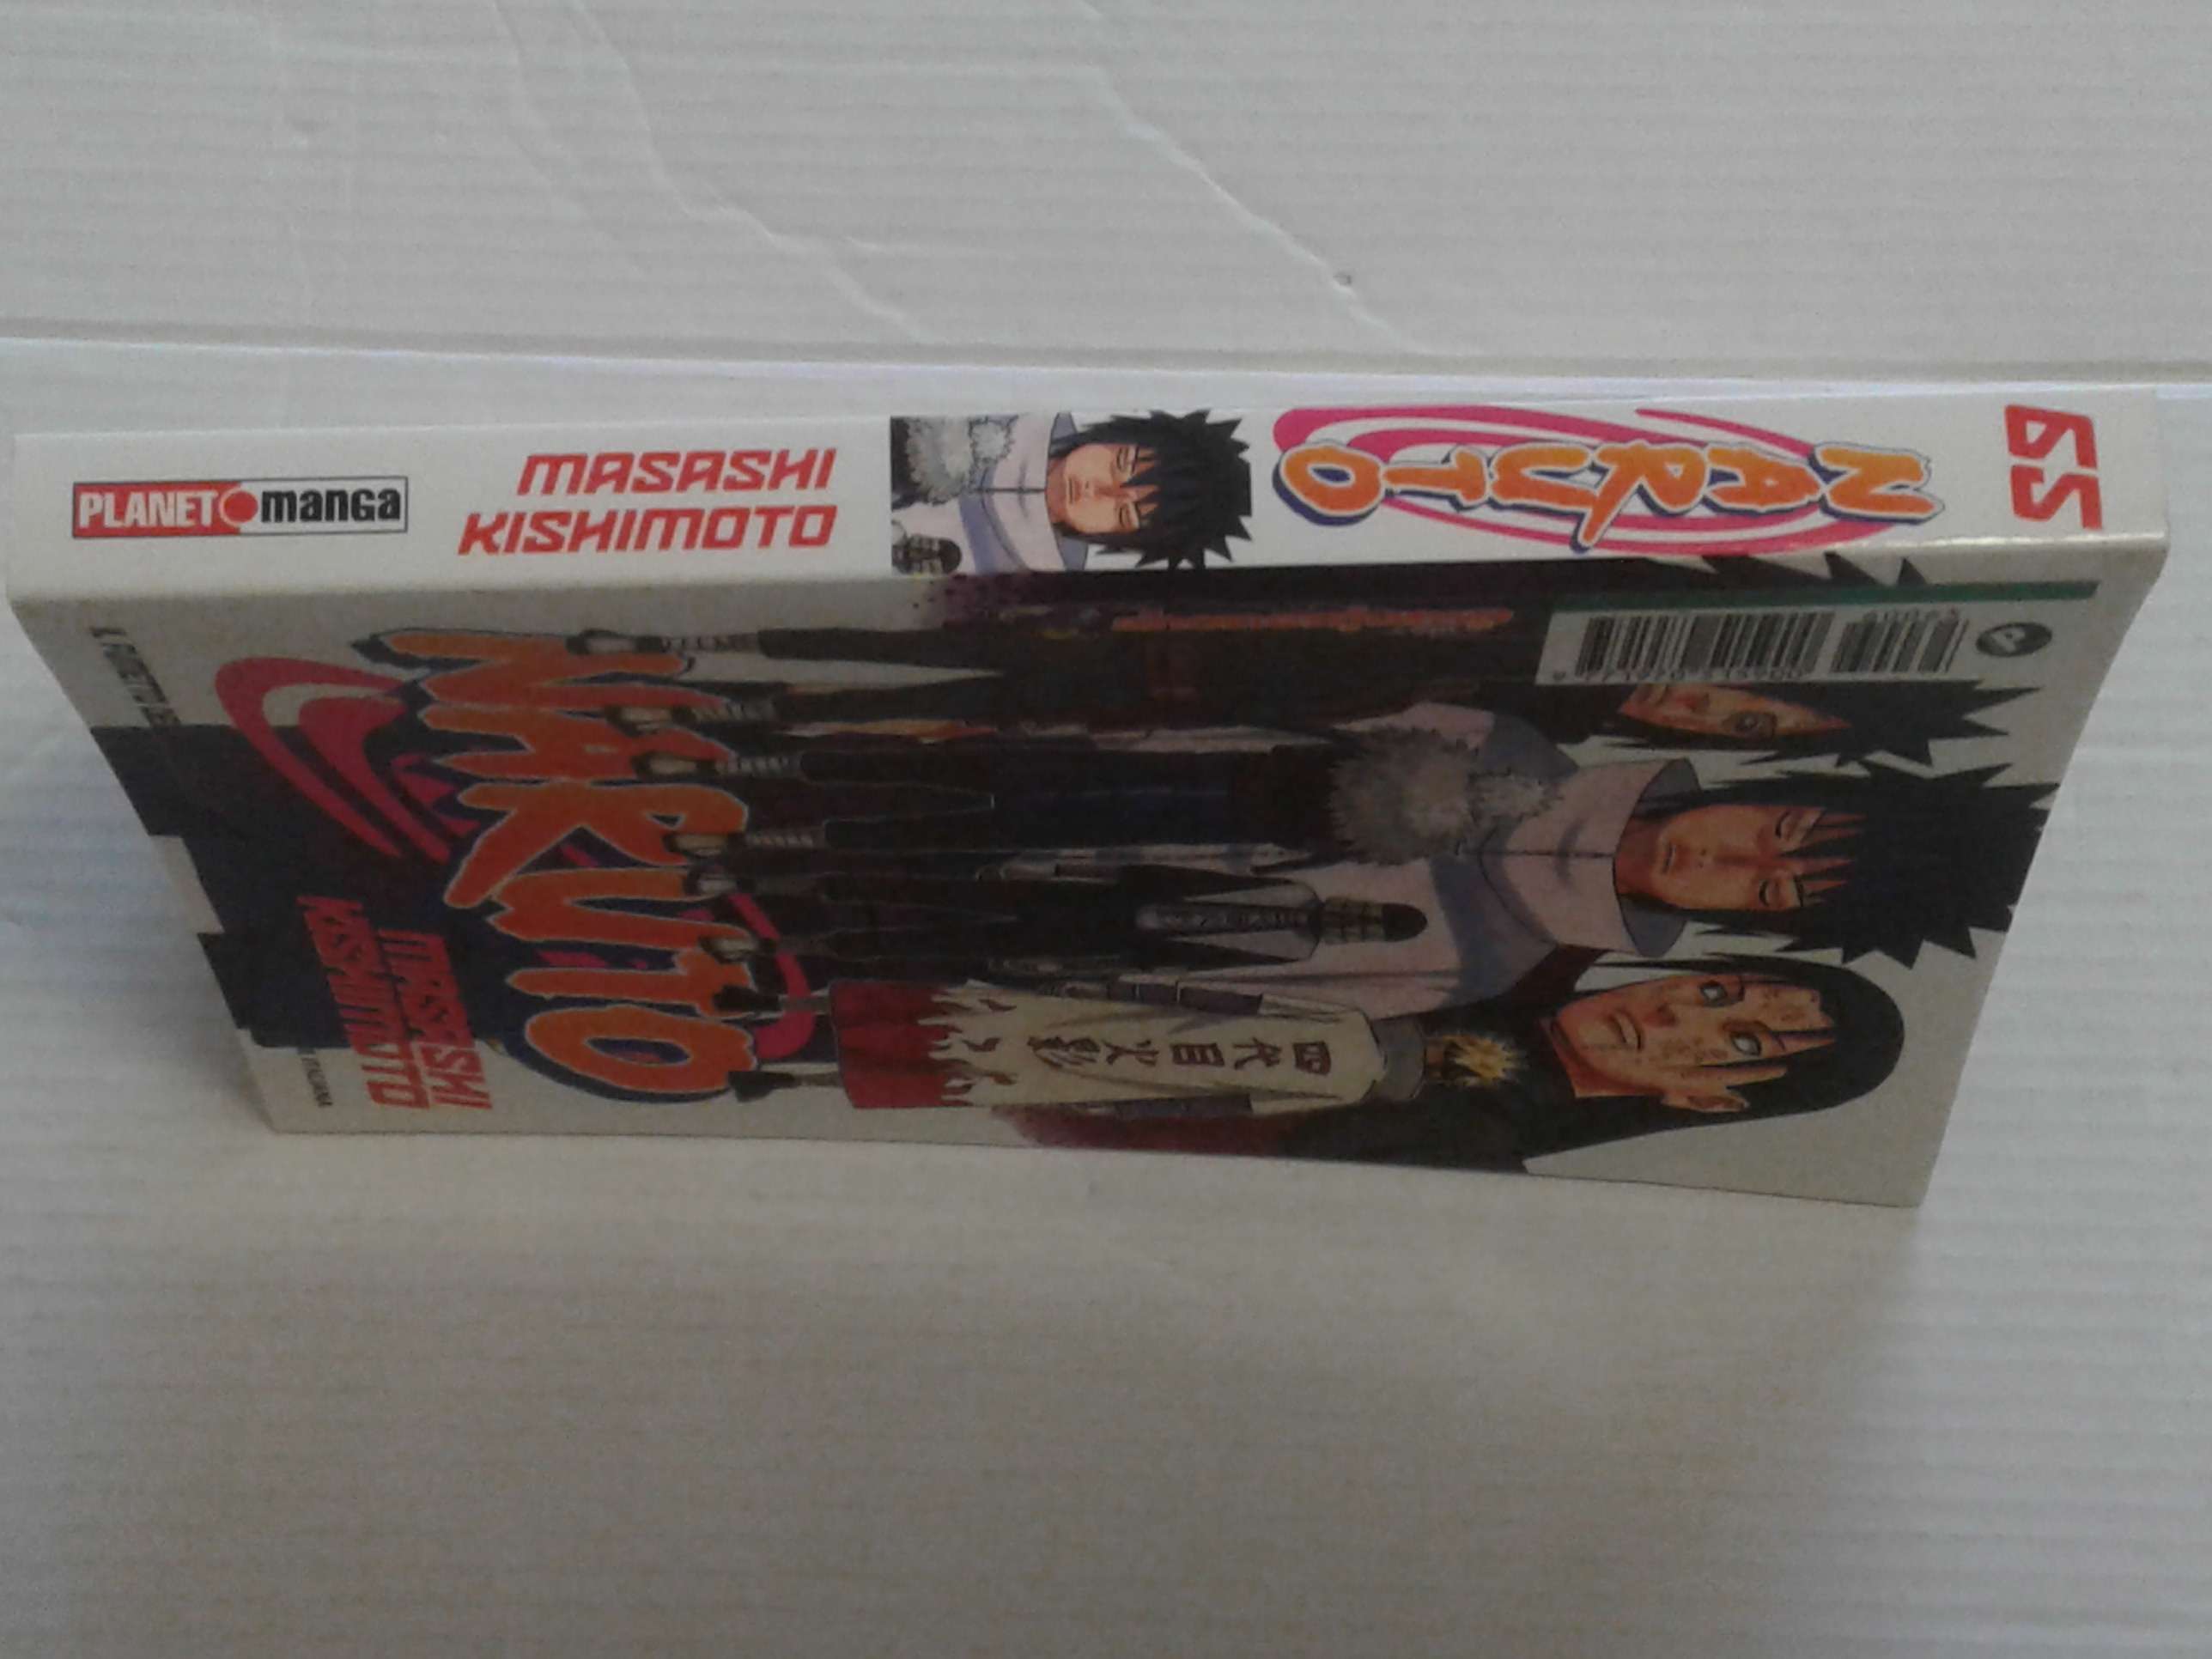 65
NARUTO
MASASHI
KISHIMOTO
PLANET manga
四代目火影
NARUTO
MASASHI
KISHIMOTO